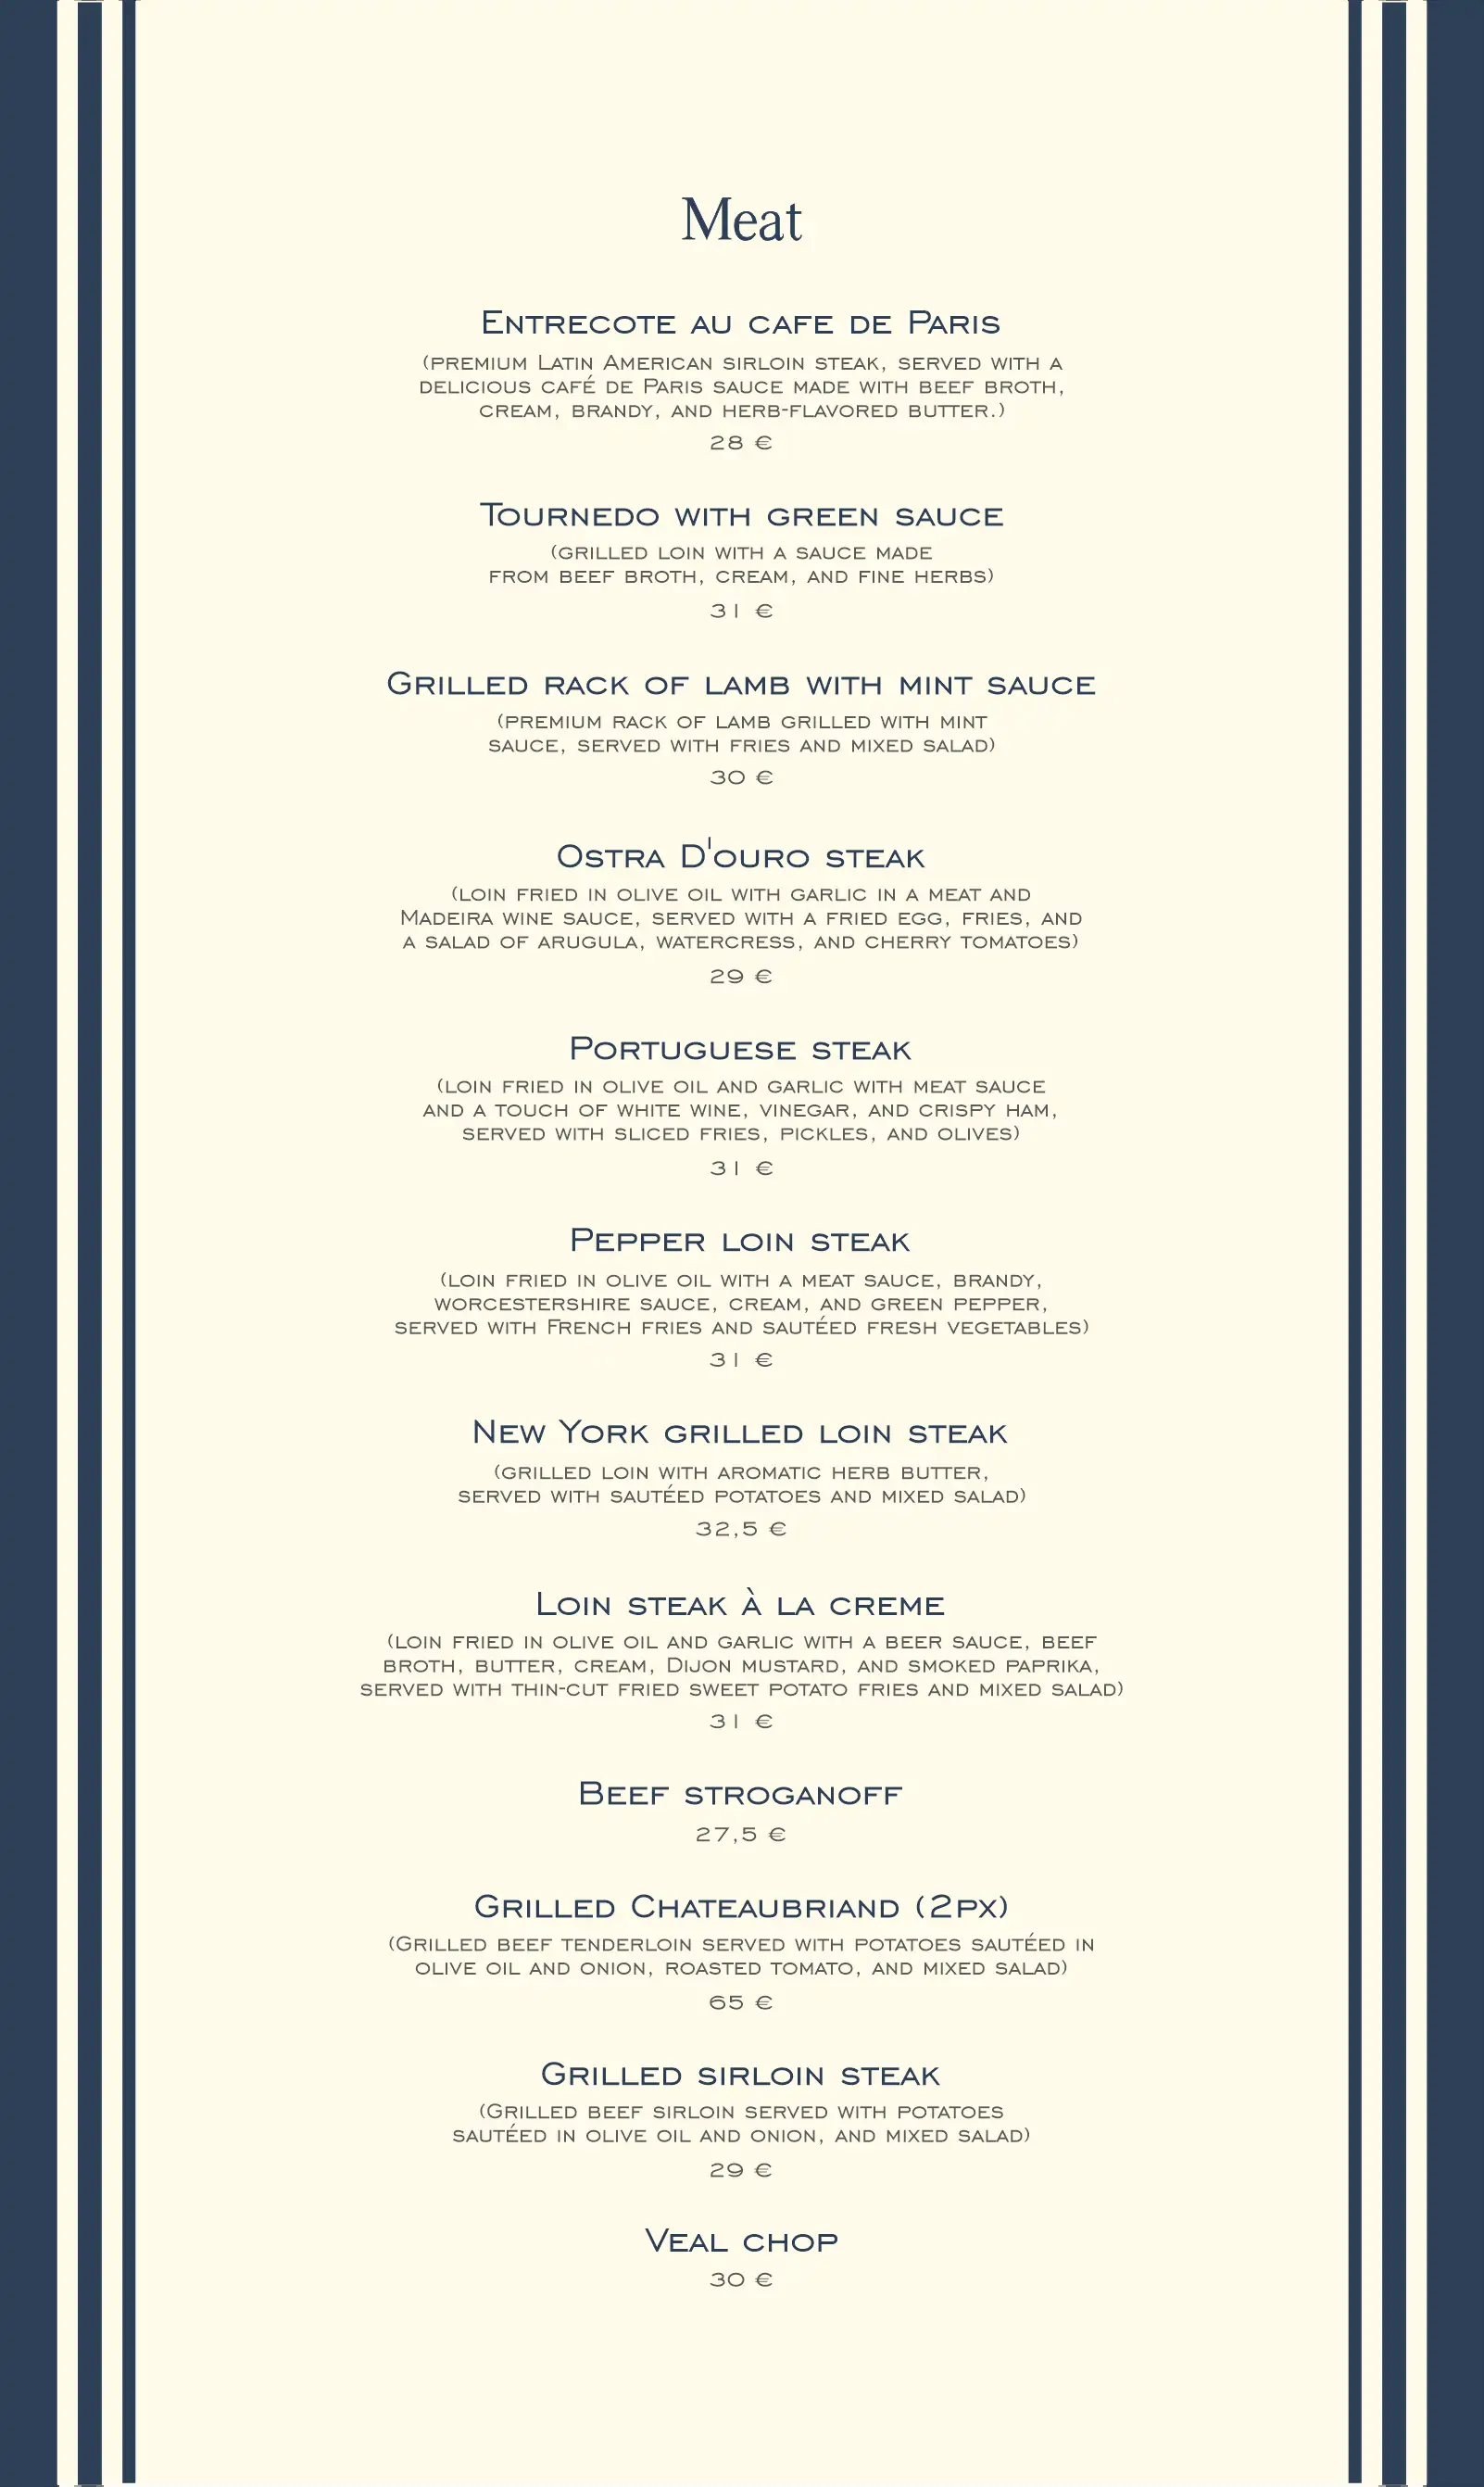 Meat
Entrecote au cafe de Paris
(premium Latin American sirloin steak, served with a
delicious café de Paris sauce made with beef broth,
cream, brandy, and herb-flavored butter.)
28 €
Tournedo with green sauce
(grilled loin with a sauce made
from beef broth, cream, and fine herbs)
31 €
Grilled rack of lamb with mint sauce
(premium rack of lamb grilled with mint
sauce, served with fries and mixed salad)
30 €
Ostra D'ouro steak
(loin fried in olive oil with garlic in a meat and
Madeira wine sauce, served with a fried egg, fries, and
a salad of arugula, watercress, and cherry tomatoes)
29 €
Portuguese steak
(loin fried in olive oil and garlic with meat sauce
and a touch of white wine, vinegar, and crispy ham,
served with sliced fries, pickles, and olives)
31 €
Pepper loin steak
(loin fried in olive oil with a meat sauce, brandy,
worcestershire sauce, cream, and green pepper,
served with French fries and sautéed fresh vegetables)
31 €
New York grilled loin steak
(grilled loin with aromatic herb butter,
served with sautéed potatoes and mixed salad)
32,5 €
Loin steak à la creme
(loin fried in olive oil and garlic with a beer sauce, beef
broth, butter, cream, Dijon mustard, and smoked paprika,
served with thin-cut fried sweet potato fries and mixed salad)
31 €
Beef stroganoff
27,5 €
Grilled Chateaubriand (2px)
(Grilled beef tenderloin served with potatoes sautéed in
olive oil and onion, roasted tomato, and mixed salad)
65 €
Grilled sirloin steak
(Grilled beef sirloin served with potatoes
sautéed in olive oil and onion, and mixed salad)
29 €
Veal chop
30 €